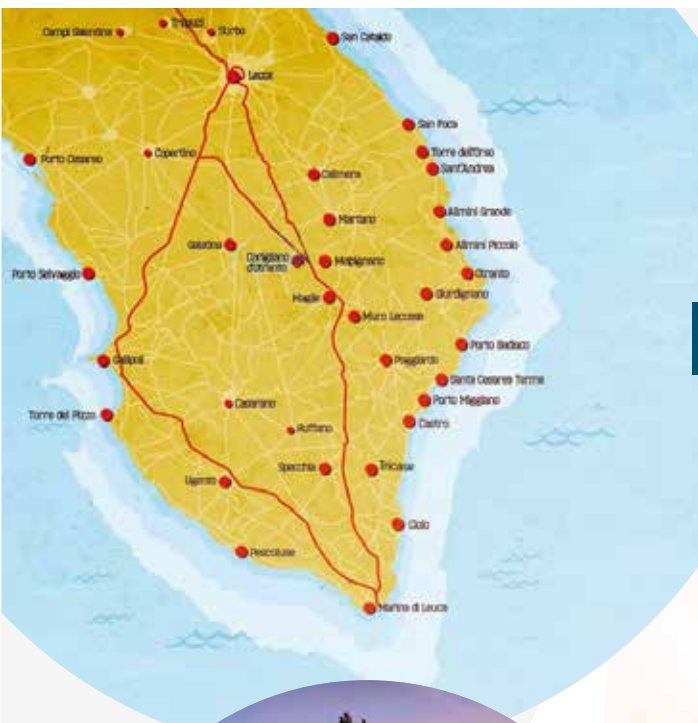 Trepuzzi
Campi Salentina
Surbo
San Cataldo
Lecce
San Foca
Torre dell'Orso
Porto Cesareo
Copertino
Sant'Andrea
Calimera
Alimini Grande
Martano
Galatina
Alimini Piccolo
Corigliano
d'otranto
Melpignano
Porto Selvaggio
Otranto
Giurdignano
Maglie
Muro Leccese
Porto Badisco
Gallipoli
Poggiardo
Santa Cesarea Terme
Porto Miggiano
Casarano
Torre del Pizzo
Castro
Ruffano
Specchia
Tricase
Ugento
Ciolo
Pescoluse
Marina di Leuca